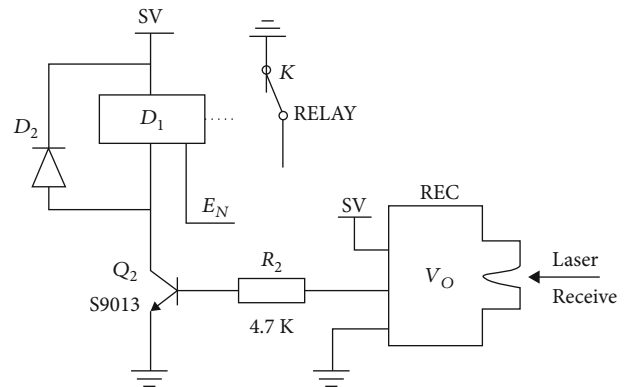 SV
K
D2
D1
RELAY
EN
REC
SV
Q2
R2
VO
Laser
Receive
S9013
4.7 K